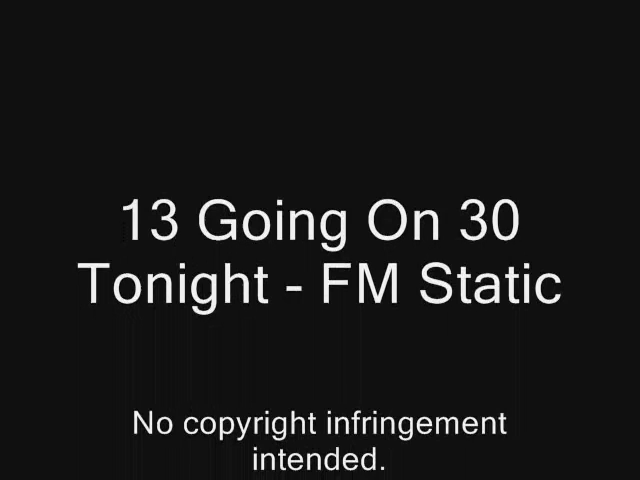 13 Going On 30
Tonight - FM Static
No copyright infringement
intended.